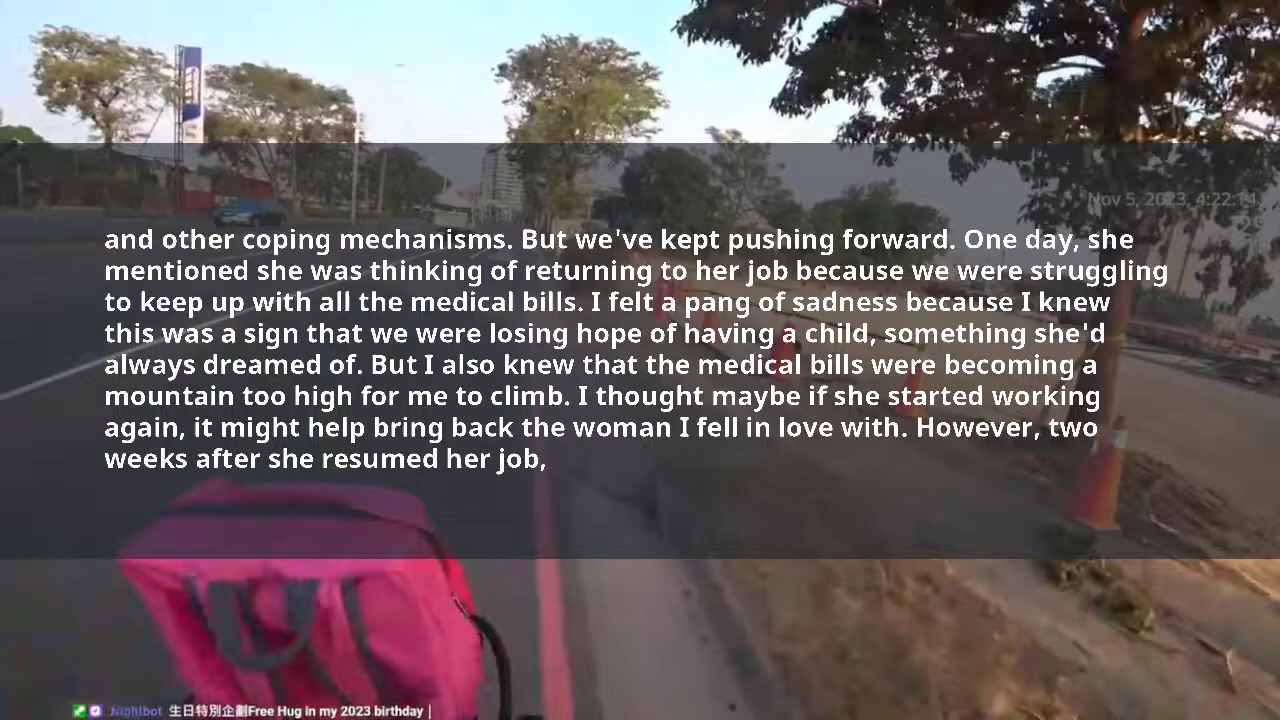 Nov 5, 2023, 4:22:14
and other coping mechanisms. But we've kept pushing forward. One day, she
mentioned she was thinking of returning to her job because we were struggling
to keep up with all the medical bills. I felt a pang of sadness because I knew
this was a sign that we were losing hope of having a child, something she'd
always dreamed of. But I also knew that the medical bills were becoming a
mountain too high for me to climb. I thought maybe if she started working
again, it might help bring back the woman I fell in love with. However, two
weeks after she resumed her job,
Nightbot 生日特別企劃Free Hug in my 2023 birthday |